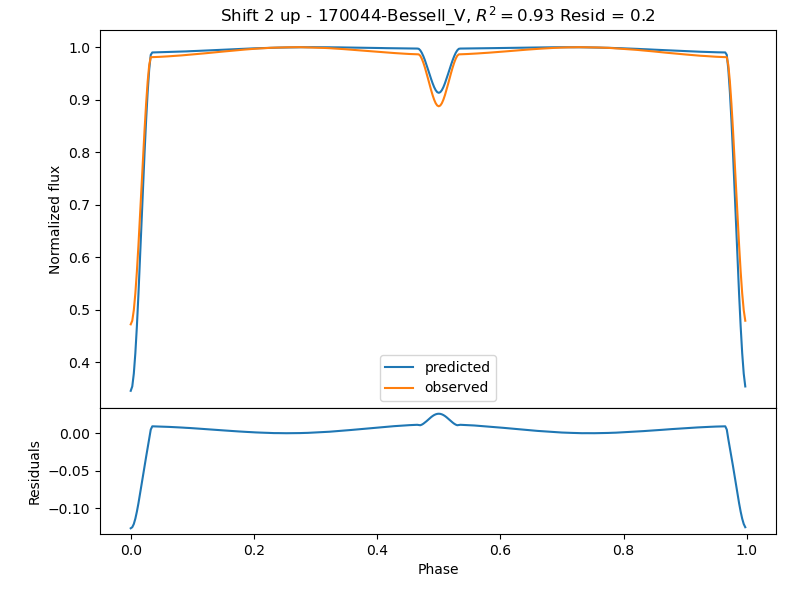 Shift 2 up - 170044-Bessell_V, R² = 0.93 Resid = 0.2
Normalized flux
1.0
0.9
0.8
0.7
0.6
0.5
0.4
predicted
observed
Residuals
0.00
−0.05
−0.10
0.0 0.2 0.4 0.6 0.8 1.0
Phase